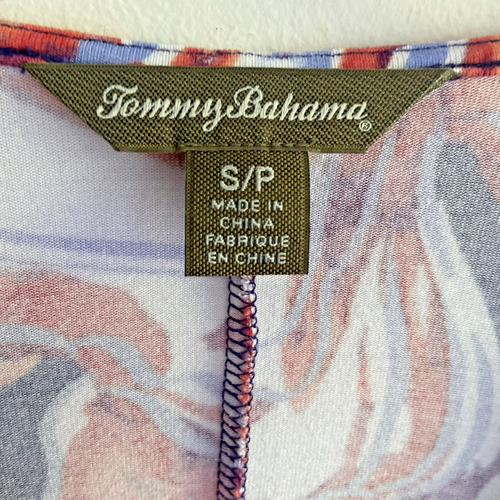 Tommy Bahama®
S/P
MADE IN
CHINA
FABRIQUE
EN CHINE